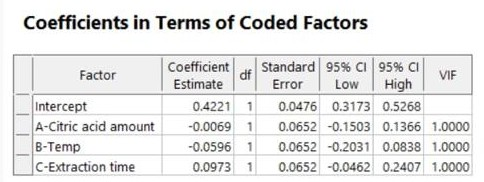 Coefficients in Terms of Coded Factors
Factor Coefficient Estimate df Standard Error 95% CI Low 95% CI High VIF
Intercept 0.4221 1 0.0476 0.3173 0.5268
A-Citric acid amount -0.0069 1 0.0652 -0.1503 0.1366 1.0000
B-Temp -0.0596 1 0.0652 -0.2031 0.0838 1.0000
C-Extraction time 0.0973 1 0.0652 -0.0462 0.2407 1.0000